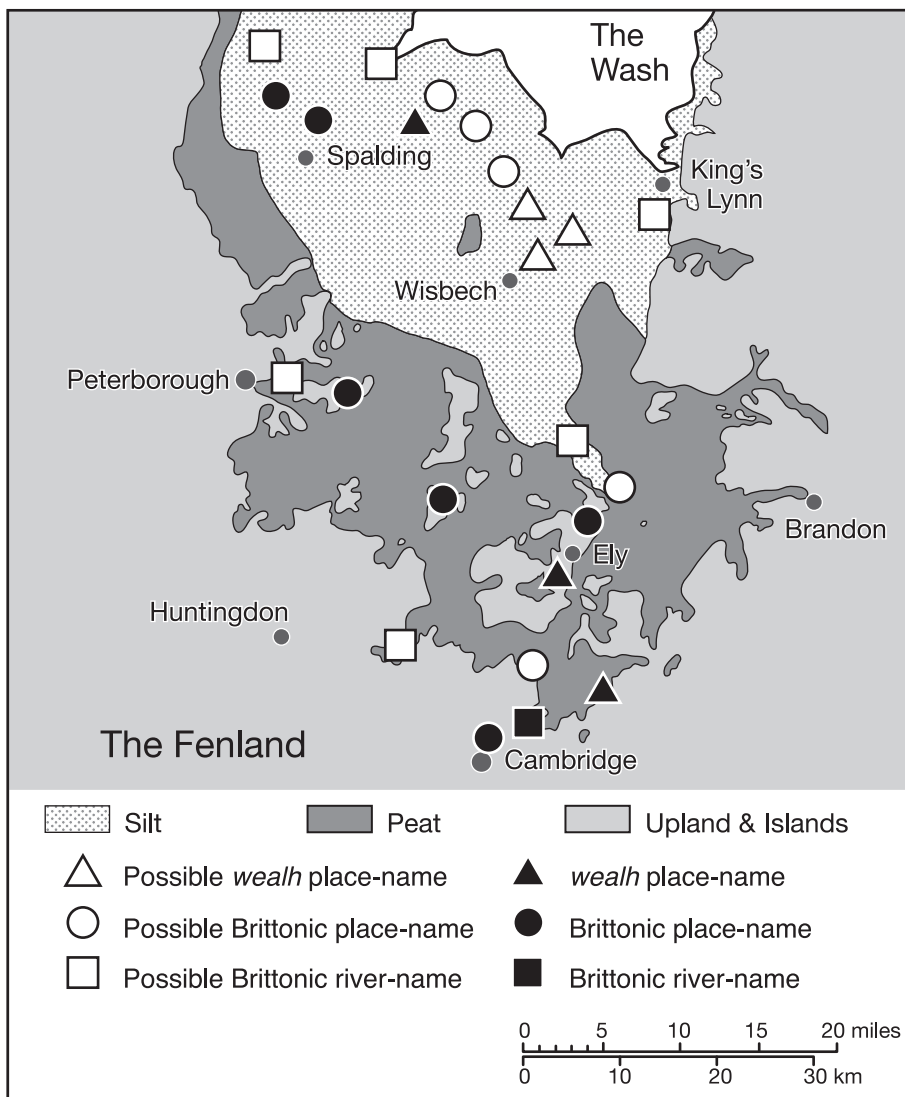 The
Wash
Spalding
King's
Lynn
Wisbech
Peterborough
Brandon
Ely
Huntingdon
The Fenland
Cambridge
Silt
Peat
Upland & Islands
Possible wealh place-name
wealh place-name
Possible Brittonic place-name
Brittonic place-name
Possible Brittonic river-name
Brittonic river-name
0 5 10 15 20 miles
0 10 20 30 km